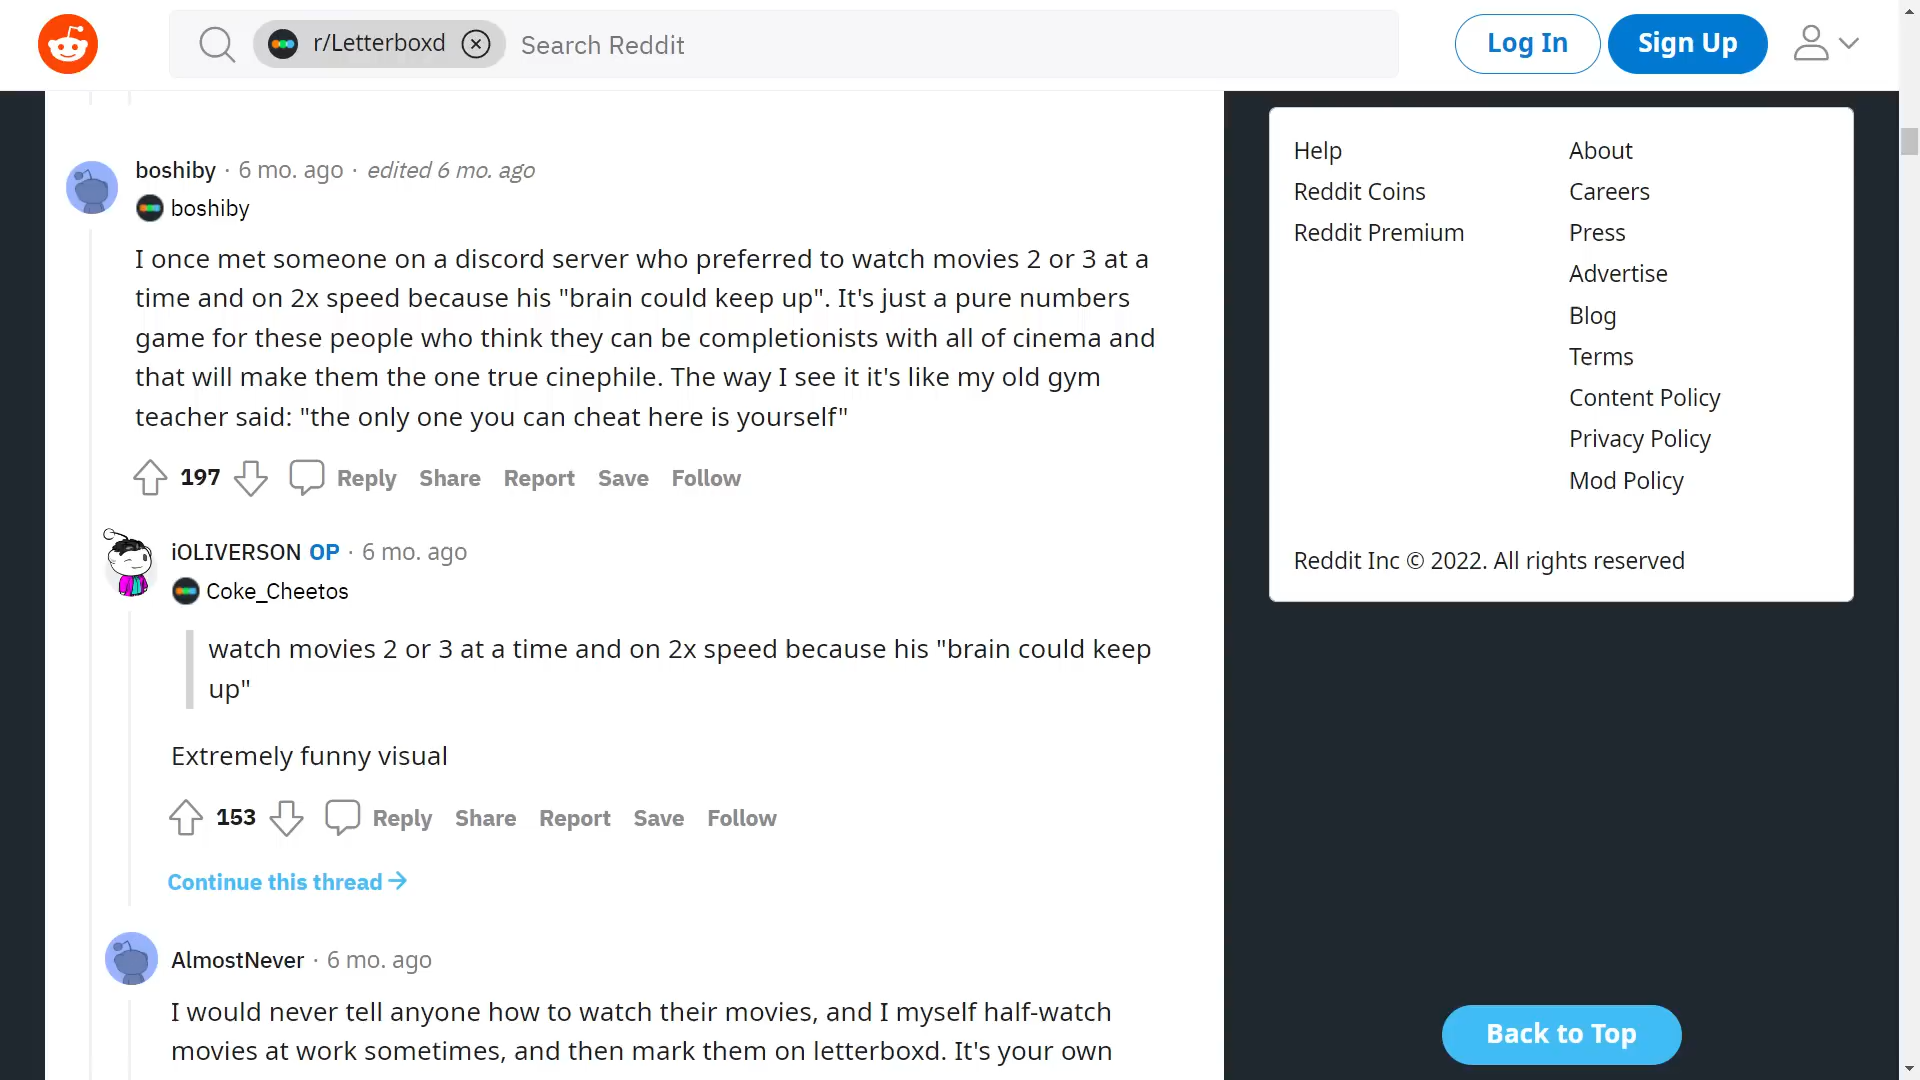 r/Letterboxd
Search Reddit
Log In
Sign Up
boshiby · 6 mo. ago · edited 6 mo. ago
boshiby
I once met someone on a discord server who preferred to watch movies 2 or 3 at a
time and on 2x speed because his "brain could keep up". It's just a pure numbers
game for these people who think they can be completionists with all of cinema and
that will make them the one true cinephile. The way I see it it's like my old gym
teacher said: "the only one you can cheat here is yourself"
197 Reply Share Report Save Follow
iOLIVERSON OP · 6 mo. ago
Coke_Cheetos
watch movies 2 or 3 at a time and on 2x speed because his "brain could keep
up"
Extremely funny visual
153 Reply Share Report Save Follow
Continue this thread →
AlmostNever · 6 mo. ago
I would never tell anyone how to watch their movies, and I myself half-watch
movies at work sometimes, and then mark them on letterboxd. It's your own
Help
Reddit Coins
Reddit Premium
About
Careers
Press
Advertise
Blog
Terms
Content Policy
Privacy Policy
Mod Policy
Reddit Inc © 2022. All rights reserved
Back to Top